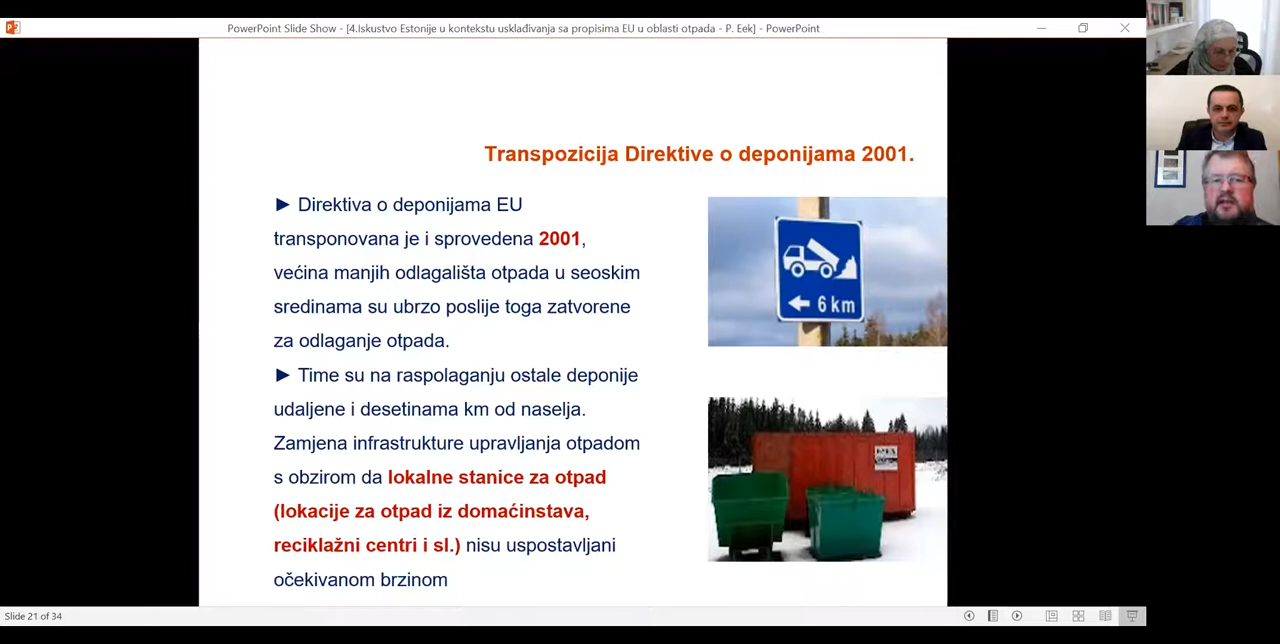 PowerPoint Slide Show - [4.Iskustvo Estonije u kontekstu usklađivanja sa propisima EU u oblasti otpada - P. Eek] - PowerPoint
Transpozicija Direktive o deponijama 2001.
► Direktiva o deponijama EU
transponovana je i sprovedena 2001,
većina manjih odlagališta otpada u seoskim
sredinama su ubrzo poslije toga zatvorene
za odlaganje otpada.
► Time su na raspolaganju ostale deponije
udaljene i desetinama km od naselja.
Zamjena infrastrukture upravljanja otpadom
s obzirom da lokalne stanice za otpad
(lokacije za otpad iz domaćinstava,
reciklažni centri i sl.) nisu uspostavljani
očekivanom brzinom
6 km
Slide 21 of 34